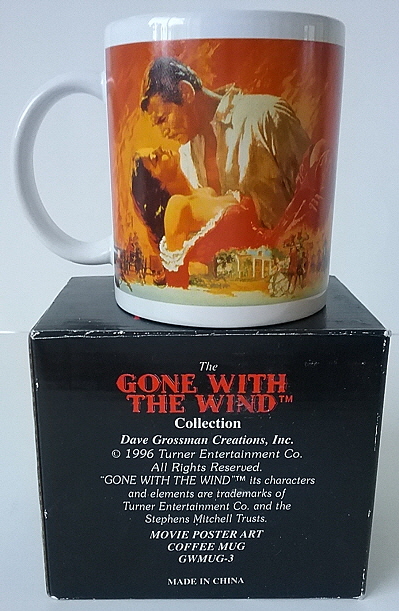 The
GONE WITH
THE WIND™
Collection
Dave Grossman Creations, Inc.
© 1996 Turner Entertainment Co.
All Rights Reserved.
"GONE WITH THE WIND"™ its characters
and elements are trademarks of
Turner Entertainment Co. and the
Stephens Mitchell Trusts.
MOVIE POSTER ART
COFFEE MUG
GWMUG-3
MADE IN CHINA